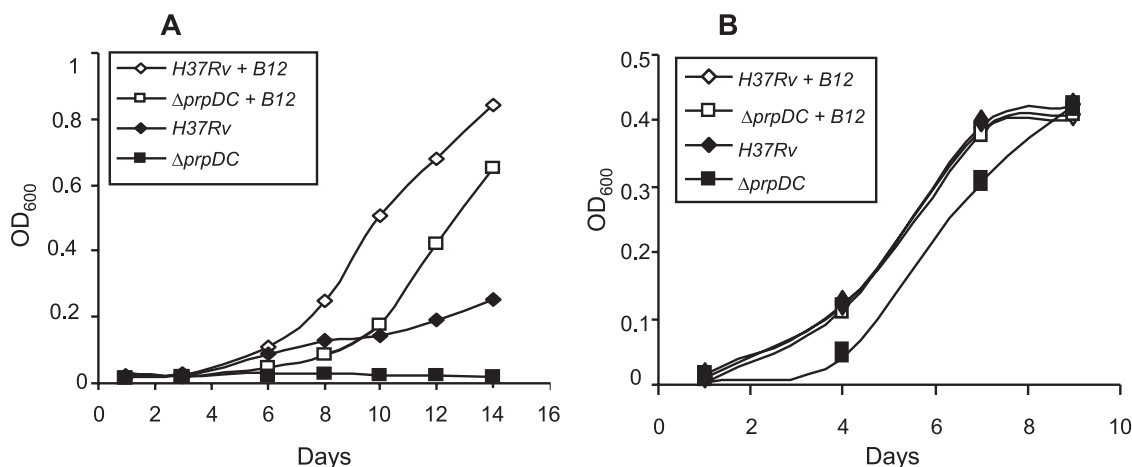 A
H37Rv + B12
ΔprpDC + B12
H37Rv
ΔprpDC
OD600
1
0.8
0.6
0.4
0.2
0
0 2 4 6 8 10 12 14 16
Days
B
H37Rv + B12
ΔprpDC + B12
H37Rv
ΔprpDC
OD600
0.5
0.4
0.3
0.2
0.1
0
0 2 4 6 8 10
Days